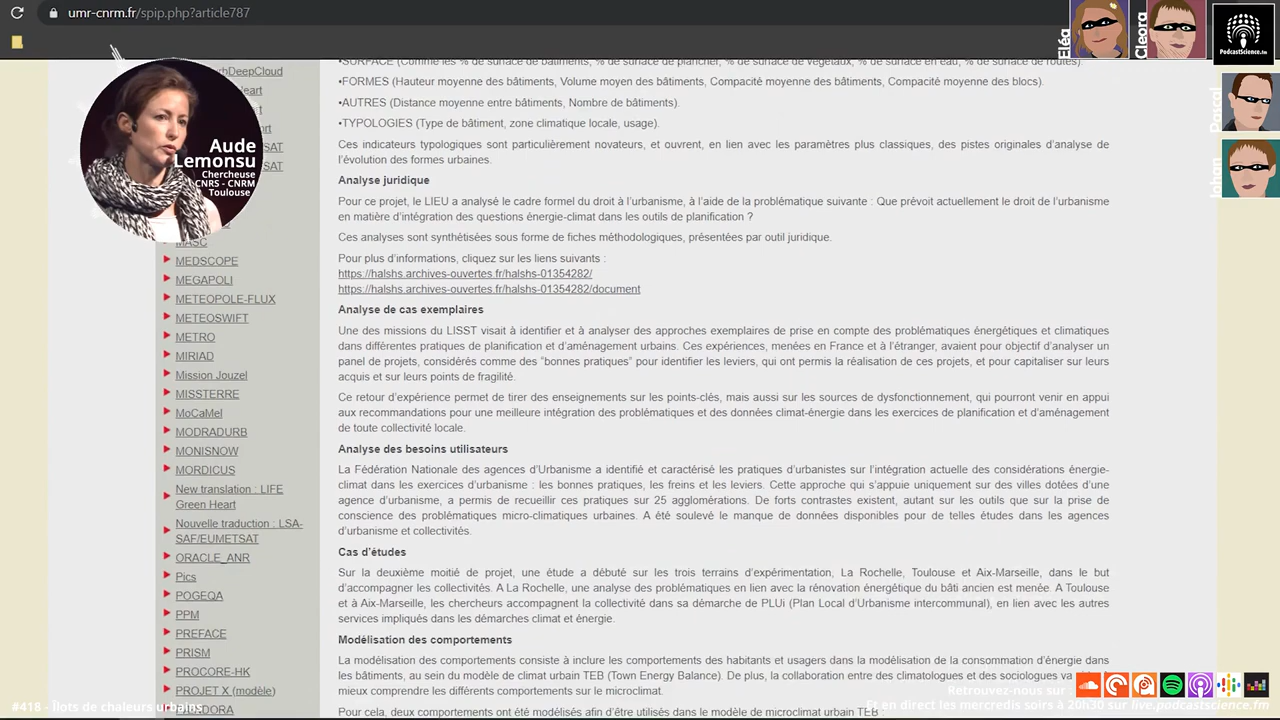 umr-cnrm.fr/spip.php?article787
Eléa
Cleora
PodcastScience.fm
Pascal
Johan
Aude
Lemonsu
Chercheuse
CNRS - CNRM
Toulouse
MEDSCOPE
MEGAPOLI
METEOPOLE-FLUX
METEOSWIFT
METRO
MIRIAD
Mission Jouzel
MISSTERRE
MoCaMel
MODRADURB
MONISNOW
MORDICUS
New translation : LIFE
Green Heart
Nouvelle traduction : LSA-
SAF/EUMETSAT
ORACLE_ANR
Pics
POGEQA
PPM
PREFACE
PRISM
PROCORE-HK
PROJET X (modèle)
•SURFACE (Comme les % de surface de bâtiments, % de surface de plancher, % de surface de végétaux, % de surface en eau, % de surface de routes).
•FORMES (Hauteur moyenne des bâtiments, Volume moyen des bâtiments, Compacité moyenne des bâtiments, Compacité moyenne des blocs).
•AUTRES (Distance moyenne entre bâtiments, Nombre de bâtiments).
•TYPOLOGIES (Type de bâtiment, zone climatique locale, usage).
Ces indicateurs typologiques sont particulièrement novateurs, et ouvrent, en lien avec les paramètres plus classiques, des pistes originales d'analyse de
l'évolution des formes urbaines.
Analyse juridique
Pour ce projet, le LIEU a analysé le cadre formel du droit à l'urbanisme, à l'aide de la problématique suivante : Que prévoit actuellement le droit de l'urbanisme
en matière d'intégration des questions énergie-climat dans les outils de planification ?
Ces analyses sont synthétisées sous forme de fiches méthodologiques, présentées par outil juridique.
Pour plus d'informations, cliquez sur les liens suivants :
https://halshs.archives-ouvertes.fr/halshs-01354282/
https://halshs.archives-ouvertes.fr/halshs-01354282/document
Analyse de cas exemplaires
Une des missions du LISST visait à identifier et à analyser des approches exemplaires de prise en compte des problématiques énergétiques et climatiques
dans différentes pratiques de planification et d'aménagement urbains. Ces expériences, menées en France et à l'étranger, avaient pour objectif d'analyser un
panel de projets, considérés comme des "bonnes pratiques" pour identifier les leviers, qui ont permis la réalisation de ces projets, et pour capitaliser sur leurs
acquis et sur leurs points de fragilité.
Ce retour d'expérience permet de tirer des enseignements sur les points-clés, mais aussi sur les sources de dysfonctionnement, qui pourront venir en appui
aux recommandations pour une meilleure intégration des problématiques et des données climat-énergie dans les exercices de planification et d'aménagement
de toute collectivité locale.
Analyse des besoins utilisateurs
La Fédération Nationale des agences d'Urbanisme a identifié et caractérisé les pratiques d'urbanistes sur l'intégration actuelle des considérations énergie-
climat dans les exercices d'urbanisme : les bonnes pratiques, les freins et les leviers. Cette approche qui s'appuie uniquement sur des villes dotées d'une
agence d'urbanisme, a permis de recueillir ces pratiques sur 25 agglomérations. De forts contrastes existent, autant sur les outils que sur la prise de
conscience des problématiques micro-climatiques urbaines. A été soulevé le manque de données disponibles pour de telles études dans les agences
d'urbanisme et collectivités.
Cas d'études
Sur la deuxième moitié de projet, une étude a débuté sur les trois terrains d'expérimentation, La Rochelle, Toulouse et Aix-Marseille, dans le but
d'accompagner les collectivités. A La Rochelle, une analyse des problématiques en lien avec la rénovation énergétique du bâti ancien est menée. A Toulouse
et à Aix-Marseille, les chercheurs accompagnent la collectivité dans sa démarche de PLUi (Plan Local d'Urbanisme intercommunal), en lien avec les autres
services impliqués dans les démarches climat et énergie.
Modélisation des comportements
La modélisation des comportements consiste à inclure les comportements des habitants et usagers dans la modélisation de la consommation d'énergie dans
les bâtiments, au sein du modèle de climat urbain TEB (Town Energy Balance). De plus, la collaboration entre des climatologues et des sociologues va
mieux comprendre les différents comportements sur le microclimat.
Retrouvez-nous sur :
#418 - Îlots de chaleurs urbains
Et en direct les mercredis soirs à 20h30 sur live.podcastscience.fm